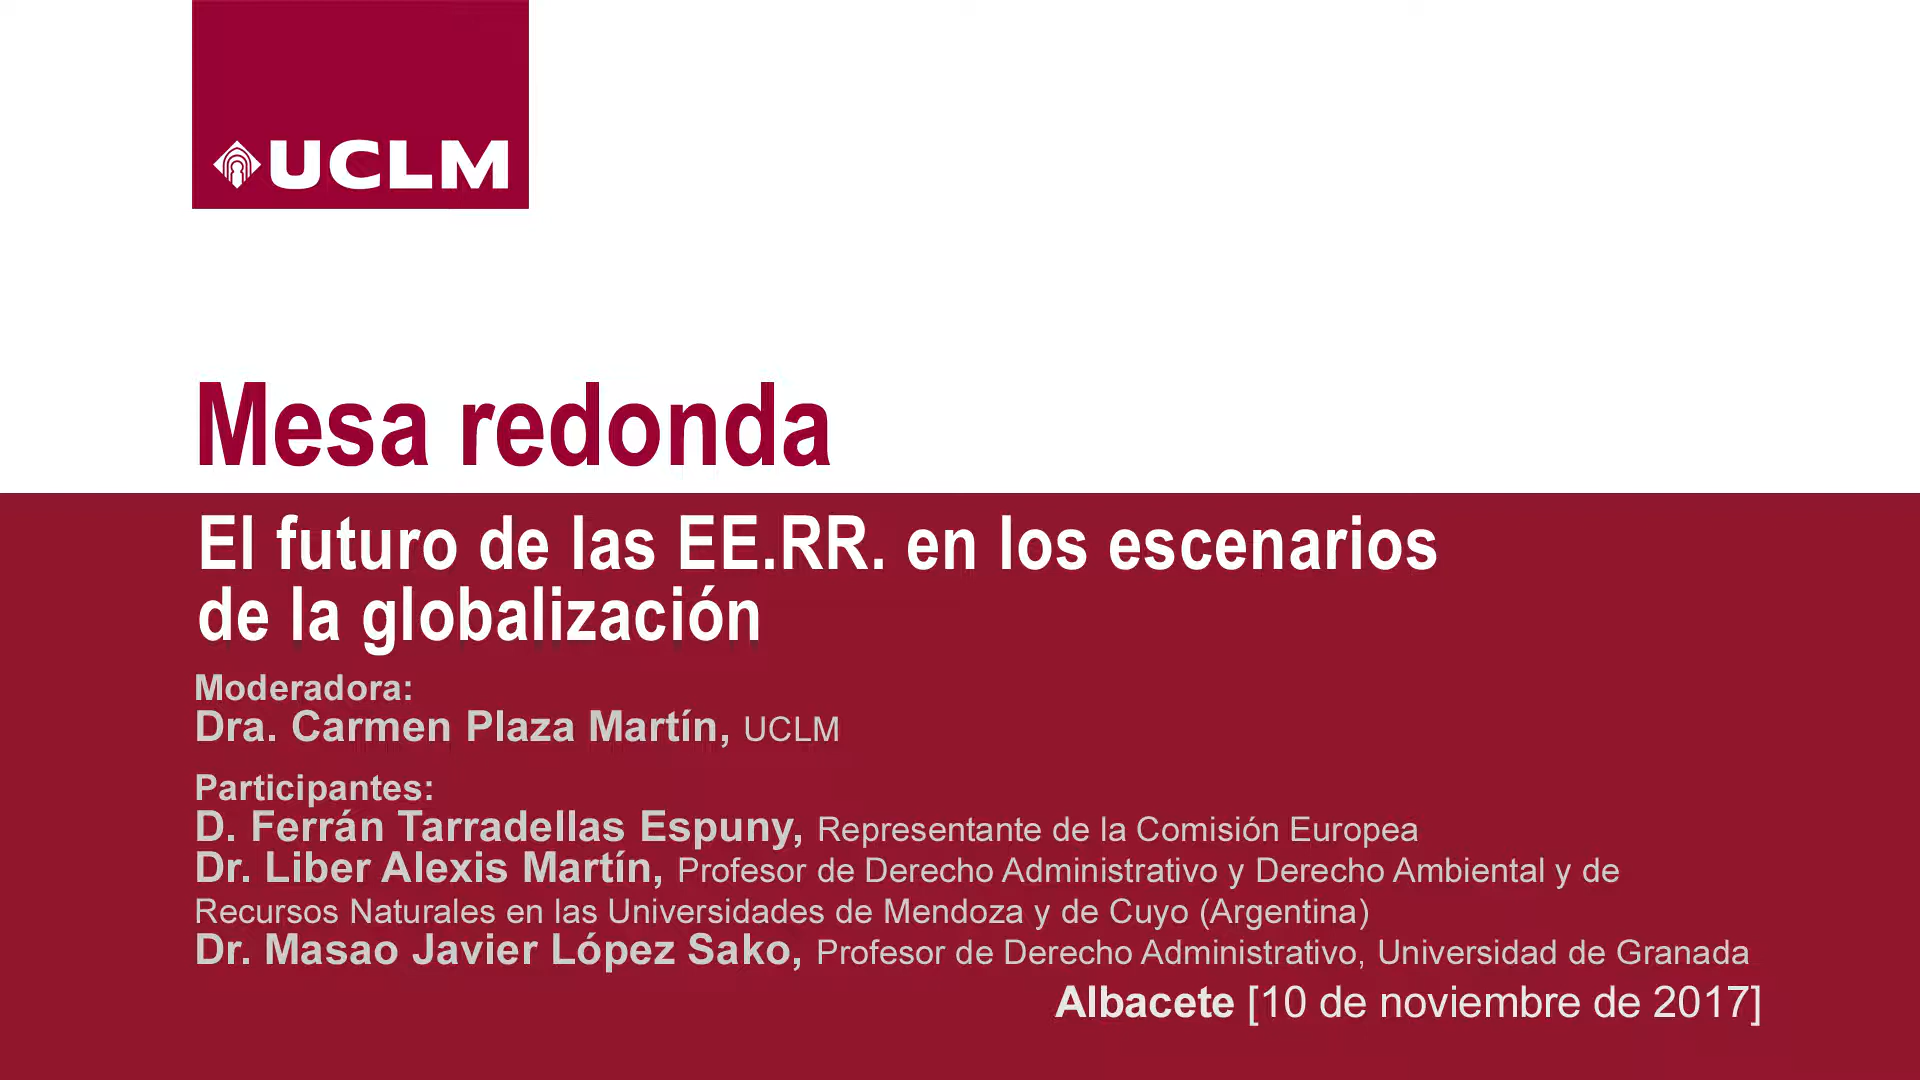 UCLM
Mesa redonda
El futuro de las EE.RR. en los escenarios
de la globalización
Moderadora:
Dra. Carmen Plaza Martín, UCLM
Participantes:
D. Ferrán Tarradellas Espuny, Representante de la Comisión Europea
Dr. Liber Alexis Martín, Profesor de Derecho Administrativo y Derecho Ambiental y de
Recursos Naturales en las Universidades de Mendoza y de Cuyo (Argentina)
Dr. Masao Javier López Sako, Profesor de Derecho Administrativo, Universidad de Granada
Albacete [10 de noviembre de 2017]